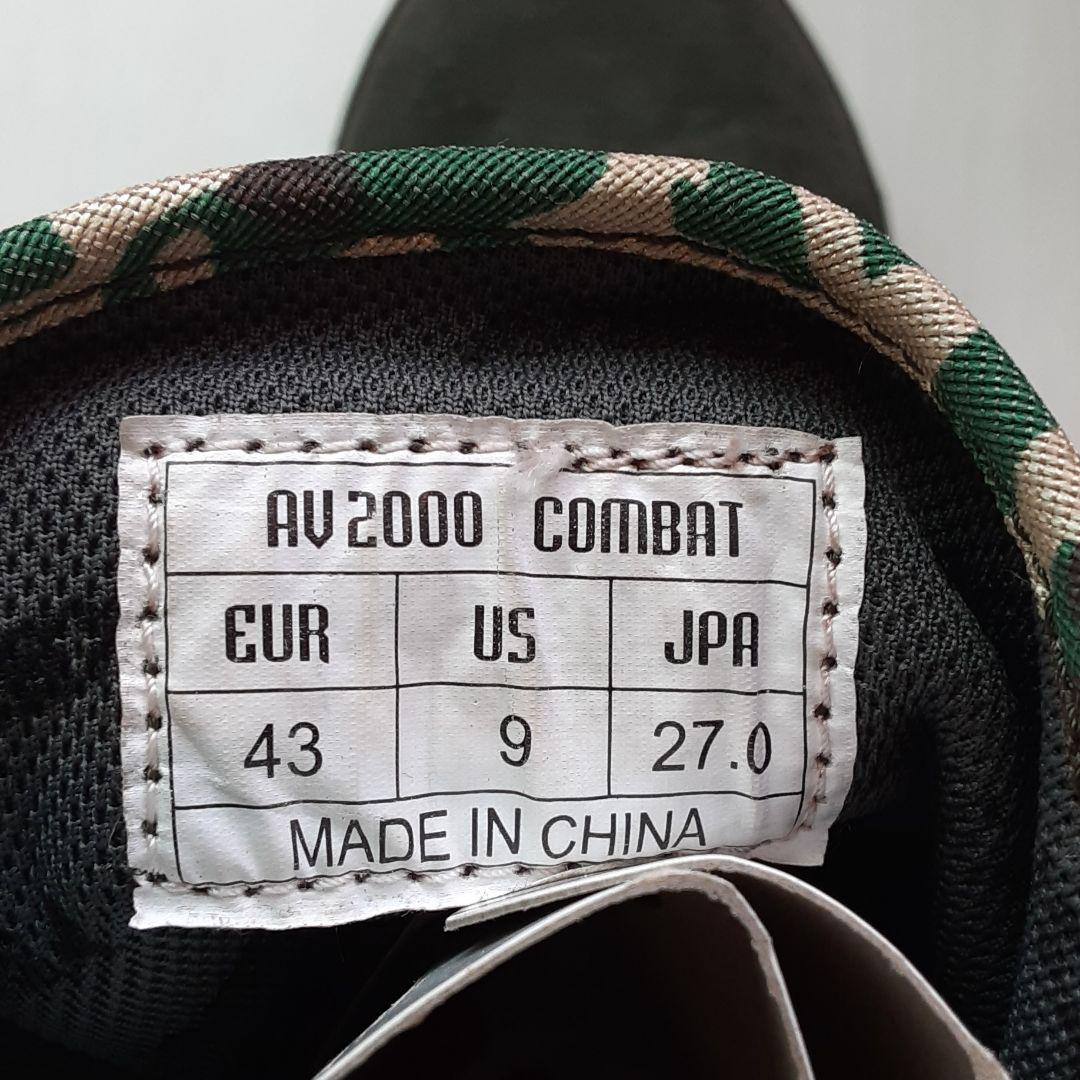 AV2000 COMBAT
EUR US JPA
43 9 27.0
MADE IN CHINA